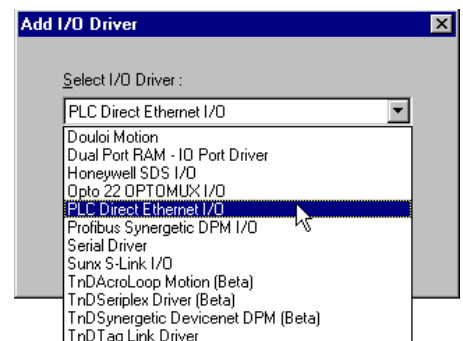 Add I/O Driver
Select I/O Driver :
PLC Direct Ethernet I/O
Douloi Motion
Dual Port RAM - IO Port Driver
Honeywell SDS I/O
Opto 22 OPTOMUX I/O
PLC Direct Ethernet I/O
Profibus Synergetic DPM I/O
Serial Driver
Sunx S-Link I/O
TnDAcroLoop Motion (Beta)
TnDSeriplex Driver (Beta)
TnDSynergetic Devicenet DPM (Beta)
TnDTag Link Driver